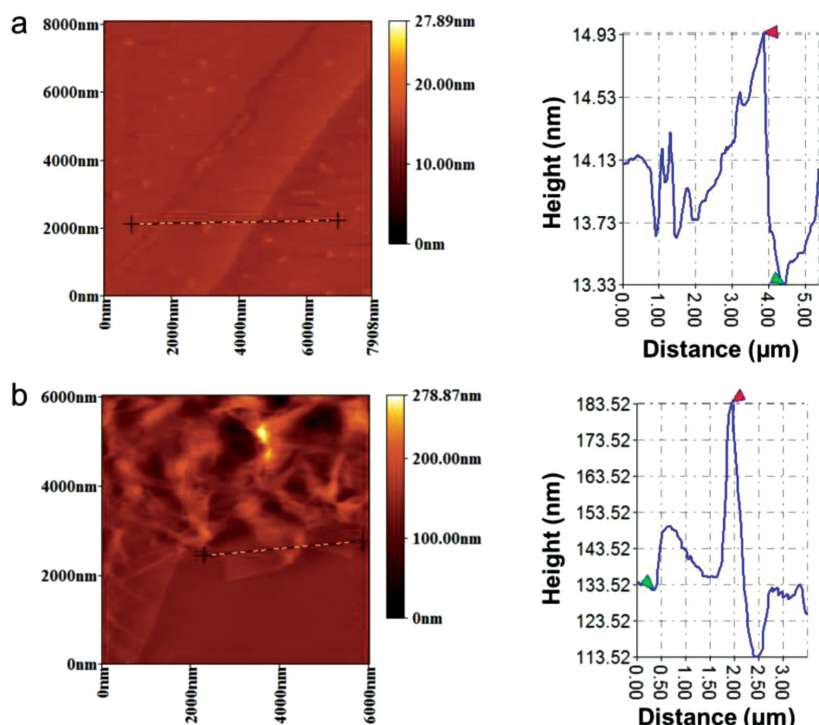 a
8000nm
6000nm
4000nm
2000nm
0nm
0nm
2000nm
4000nm
6000nm
7908nm
27.89nm
20.00nm
10.00nm
0nm
Height (nm)
14.93
14.53
14.13
13.73
13.33
0.00
1.00
2.00
3.00
4.00
5.00
Distance (µm)
b
6000nm
4000nm
2000nm
0nm
0nm
2000nm
4000nm
6000nm
278.87nm
200.00nm
100.00nm
0nm
Height (nm)
183.52
173.52
163.52
153.52
143.52
133.52
123.52
113.52
0.00
0.50
1.00
1.50
2.00
2.50
3.00
Distance (µm)